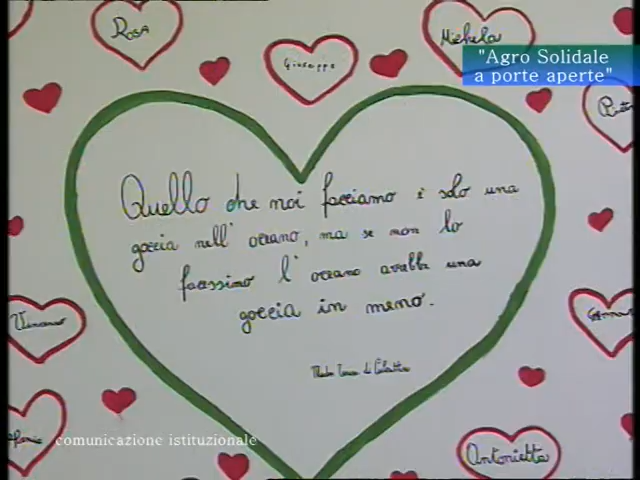 Rosa
Giuseppe
Michela
"Agro Solidale
a porte aperte"
Quello che noi facciamo è solo una
goccia nell' oceano, ma se non lo
facessimo l' oceano avrebbe una
goccia in meno.
Madre Teresa di Calcutta
Vincenzo
comunicazione istituzionale
Antonietta